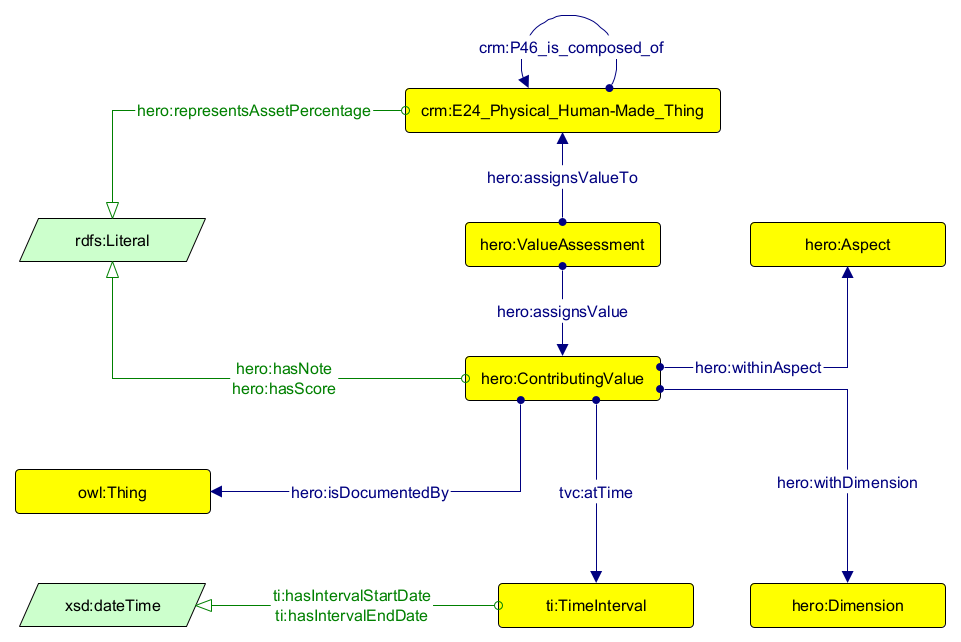 crm:P46_is_composed_of
hero:representsAssetPercentage
crm:E24_Physical_Human-Made_Thing
hero:assignsValueTo
rdfs:Literal
hero:ValueAssessment
hero:Aspect
hero:assignsValue
hero:hasNote
hero:hasScore
hero:ContributingValue
hero:withinAspect
owl:Thing
hero:isDocumentedBy
tvc:atTime
hero:withDimension
xsd:dateTime
ti:hasIntervalStartDate
ti:hasIntervalEndDate
ti:TimeInterval
hero:Dimension